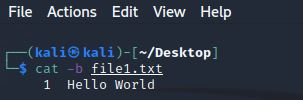 File Actions Edit View Help
┌──(kali㉿kali)-[~/Desktop]
└─$ cat -b file1.txt
     1  Hello World